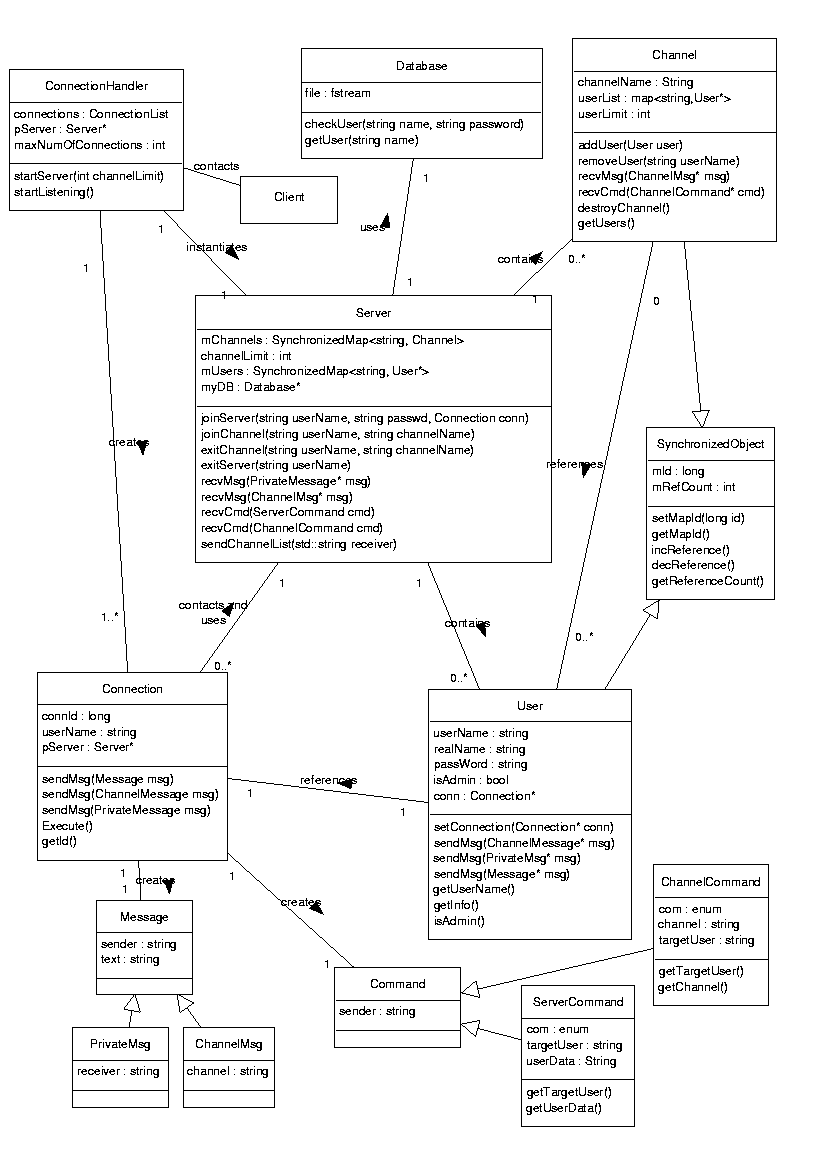 ConnectionHandler
connections : ConnectionList
pServer : Server*
maxNumOfConnections : int
startServer(int channelLimit)
startListening()
Database
file : fstream
checkUser(string name, string password)
getUser(string name)
Channel
channelName : String
userList : map<string,User*>
userLimit : int
addUser(User user)
removeUser(string userName)
recvMsg(ChannelMsg* msg)
recvCmd(ChannelCommand* cmd)
destroyChannel()
getUsers()
contacts
Client
1
instantiates
1
1
uses
1
contains
0..*
1
1
creates
1..*
Server
mChannels : SynchronizedMap<string, Channel>
channelLimit : int
mUsers : SynchronizedMap<string, User*>
myDB : Database*
joinServer(string userName, string passwd, Connection conn)
joinChannel(string userName, string channelName)
exitChannel(string userName, string channelName)
exitServer(string userName)
recvMsg(PrivateMessage* msg)
recvMsg(ChannelMsg* msg)
recvCmd(ServerCommand cmd)
recvCmd(ChannelCommand cmd)
sendChannelList(std::string receiver)
0
references
0..*
SynchronizedObject
mId : long
mRefCount : int
setMapId(long id)
getMapId()
incReference()
decReference()
getReferenceCount()
1
contacts and
uses
0..*
1
contains
0..*
Connection
connId : long
userName : string
pServer : Server*
sendMsg(Message msg)
sendMsg(ChannelMessage msg)
sendMsg(PrivateMessage msg)
Execute()
getId()
references
1
1
User
userName : string
realName : string
passWord : string
isAdmin : bool
conn : Connection*
setConnection(Connection* conn)
sendMsg(ChannelMessage* msg)
sendMsg(PrivateMsg* msg)
sendMsg(Message* msg)
getUserName()
getInfo()
isAdmin()
1
creates
1
1
creates
1
Message
sender : string
text : string
PrivateMsg
receiver : string
ChannelMsg
channel : string
Command
sender : string
ChannelCommand
com : enum
channel : string
targetUser : string
getTargetUser()
getChannel()
ServerCommand
com : enum
targetUser : string
userData : String
getTargetUser()
getUserData()